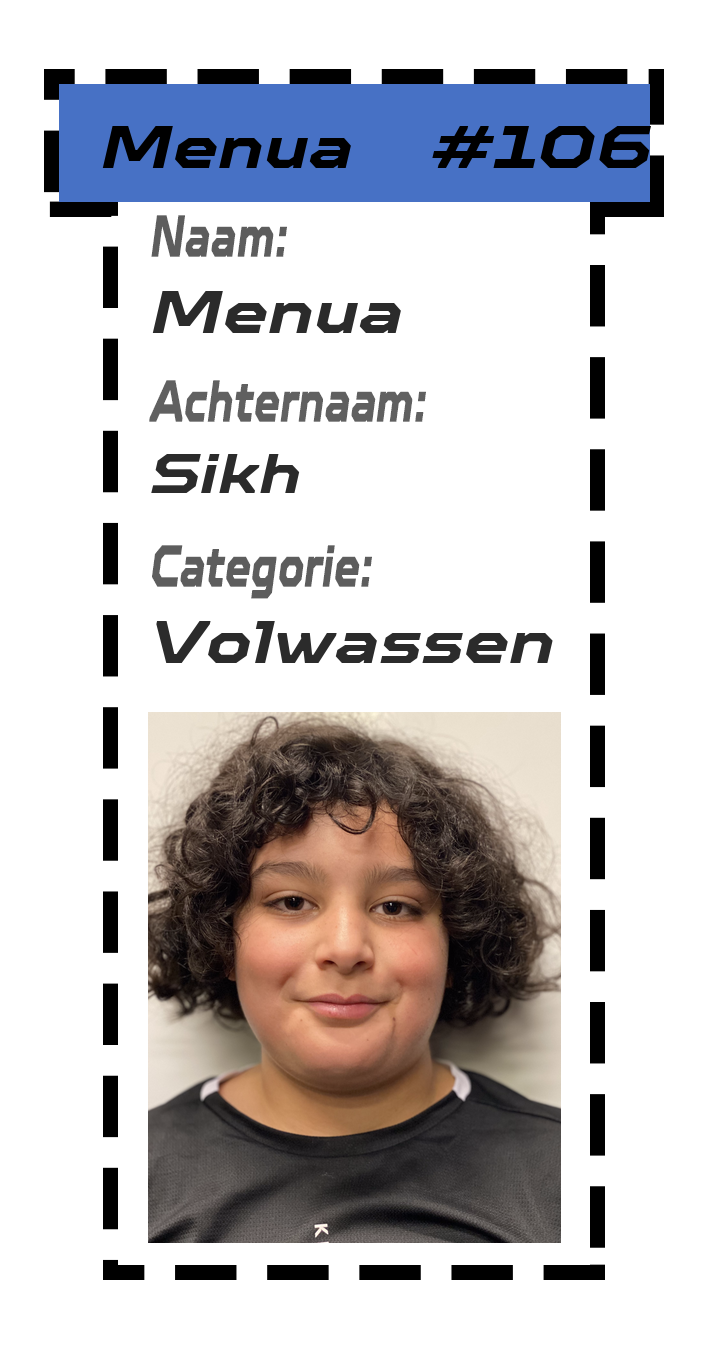 Menua #106
Naam:
Menua
Achternaam:
Sikh
Categorie:
Volwassen
K